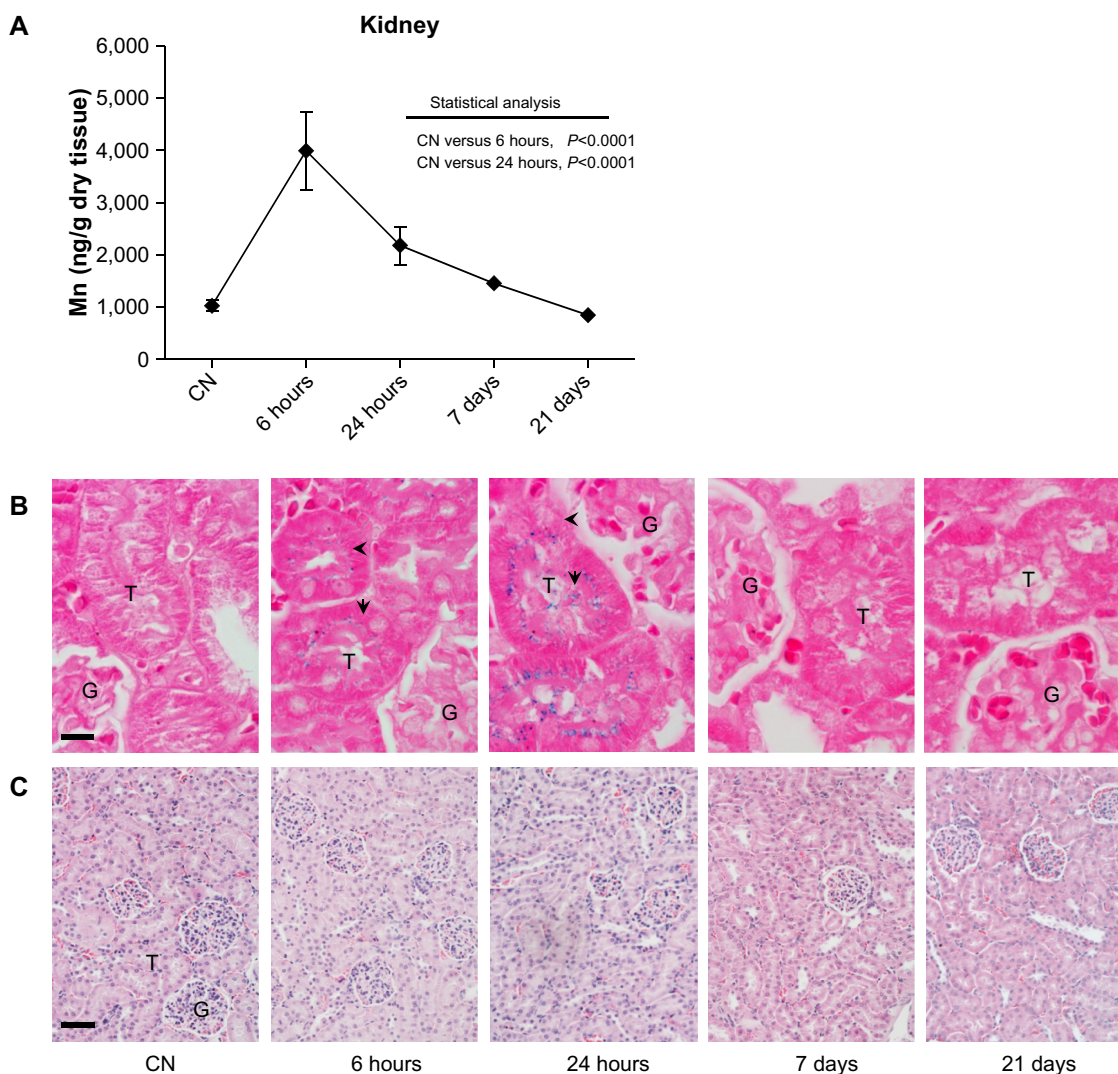 A
Kidney
6,000
5,000
4,000
3,000
2,000
1,000
0
Mn (ng/g dry tissue)
Statistical analysis
CN versus 6 hours, P<0.0001
CN versus 24 hours, P<0.0001
CN
6 hours
24 hours
7 days
21 days
B
T
G
T
G
T
G
G
T
T
G
C
T
G
CN
6 hours
24 hours
7 days
21 days